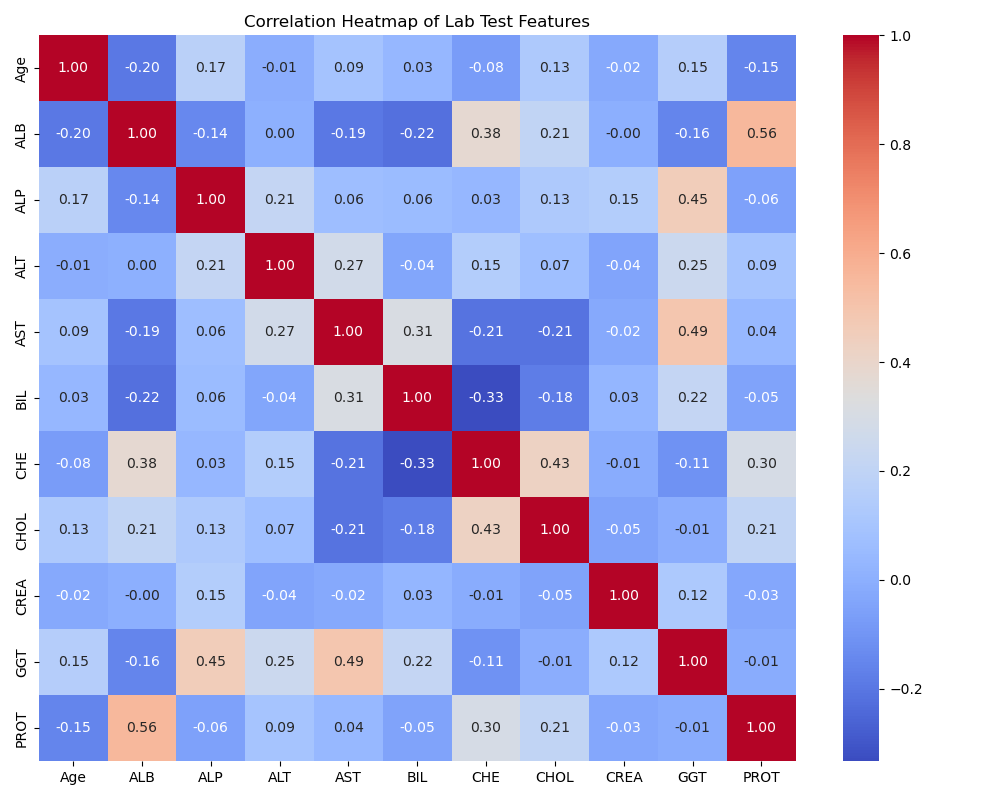 Correlation Heatmap of Lab Test Features
Age 1.00 -0.20 0.17 -0.01 0.09 0.03 -0.08 0.13 -0.02 0.15 -0.15
ALB -0.20 1.00 -0.14 0.00 -0.19 -0.22 0.38 0.21 -0.00 -0.16 0.56
ALP 0.17 -0.14 1.00 0.21 0.06 0.06 0.03 0.13 0.15 0.45 -0.06
ALT -0.01 0.00 0.21 1.00 0.27 -0.04 0.15 0.07 -0.04 0.25 0.09
AST 0.09 -0.19 0.06 0.27 1.00 0.31 -0.21 -0.21 -0.02 0.49 0.04
BIL 0.03 -0.22 0.06 -0.04 0.31 1.00 -0.33 -0.18 0.03 0.22 -0.05
CHE -0.08 0.38 0.03 0.15 -0.21 -0.33 1.00 0.43 -0.01 -0.11 0.30
CHOL 0.13 0.21 0.13 0.07 -0.21 -0.18 0.43 1.00 -0.05 -0.01 0.21
CREA -0.02 -0.00 0.15 -0.04 -0.02 0.03 -0.01 -0.05 1.00 0.12 -0.03
GGT 0.15 -0.16 0.45 0.25 0.49 0.22 -0.11 -0.01 0.12 1.00 -0.01
PROT -0.15 0.56 -0.06 0.09 0.04 -0.05 0.30 0.21 -0.03 -0.01 1.00
Age ALB ALP ALT AST BIL CHE CHOL CREA GGT PROT
1.0
0.8
0.6
0.4
0.2
0.0
−0.2